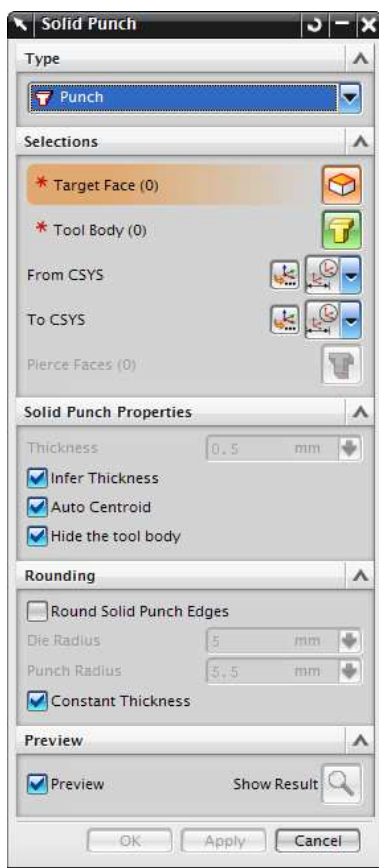 Solid Punch
Type
Punch
Selections
* Target Face (0)
* Tool Body (0)
From CSYS
To CSYS
Pierce Faces (0)
Solid Punch Properties
Thickness 0.5 mm
Infer Thickness
Auto Centroid
Hide the tool body
Rounding
Round Solid Punch Edges
Die Radius 5 mm
Punch Radius 5.5 mm
Constant Thickness
Preview
Preview Show Result
OK Apply Cancel